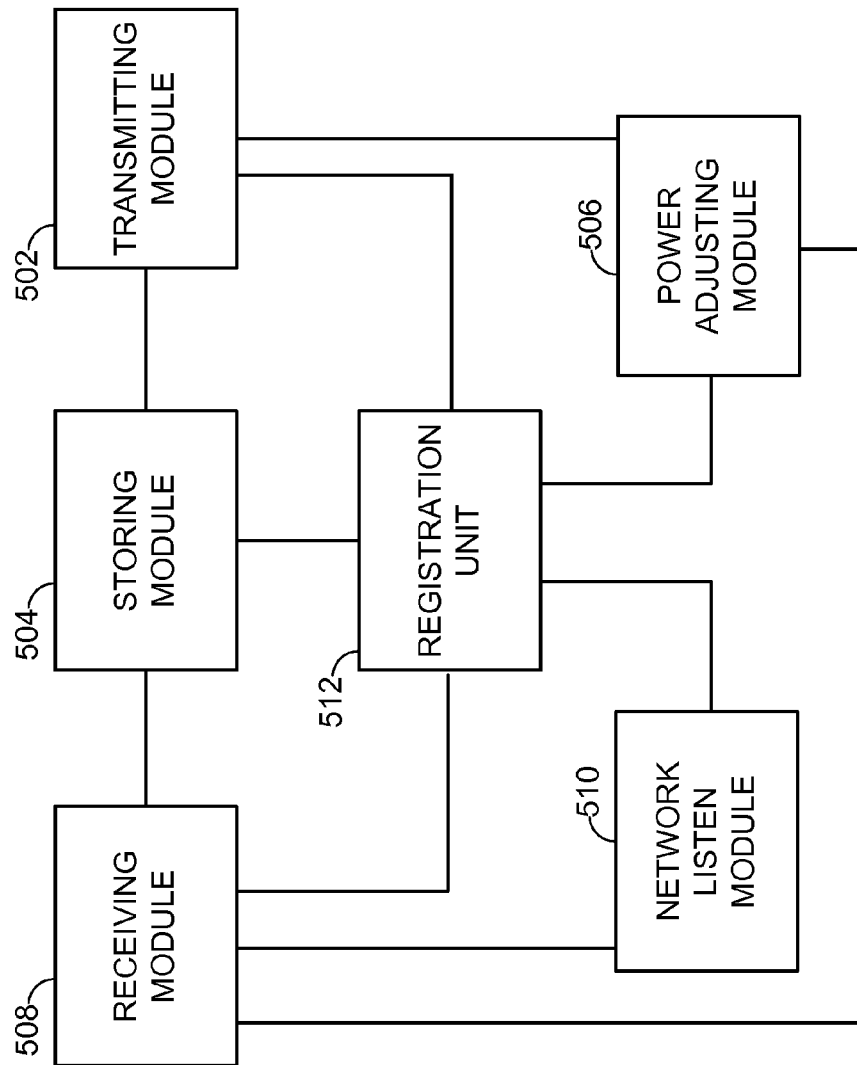 508
RECEIVING
MODULE
504
STORING
MODULE
502
TRANSMITTING
MODULE
512
REGISTRATION
UNIT
510
NETWORK
LISTEN
MODULE
506
POWER
ADJUSTING
MODULE